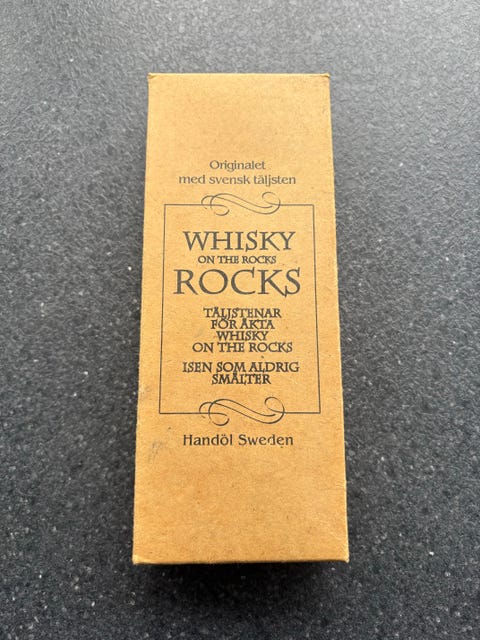 Originalet
med svensk täljsten
WHISKY
ON THE ROCKS
ROCKS
TÄLJSTENAR
FÖR ÄKTA
WHISKY
ON THE ROCKS
ISEN SOM ALDRIG
SMÄLTER
Handöl Sweden